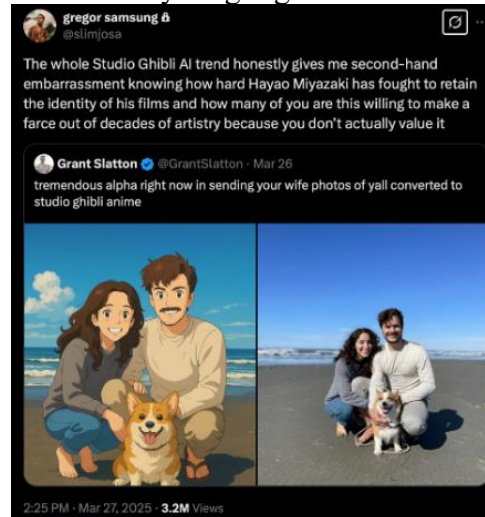 gregor samsung
@slimjosa
The whole Studio Ghibli AI trend honestly gives me second-hand
embarrassment knowing how hard Hayao Miyazaki has fought to retain
the identity of his films and how many of you are this willing to make a
farce out of decades of artistry because you don't actually value it
Grant Slatton @GrantSlatton · Mar 26
tremendous alpha right now in sending your wife photos of yall converted to
studio ghibli anime
2:25 PM · Mar 27, 2025 · 3.2M Views